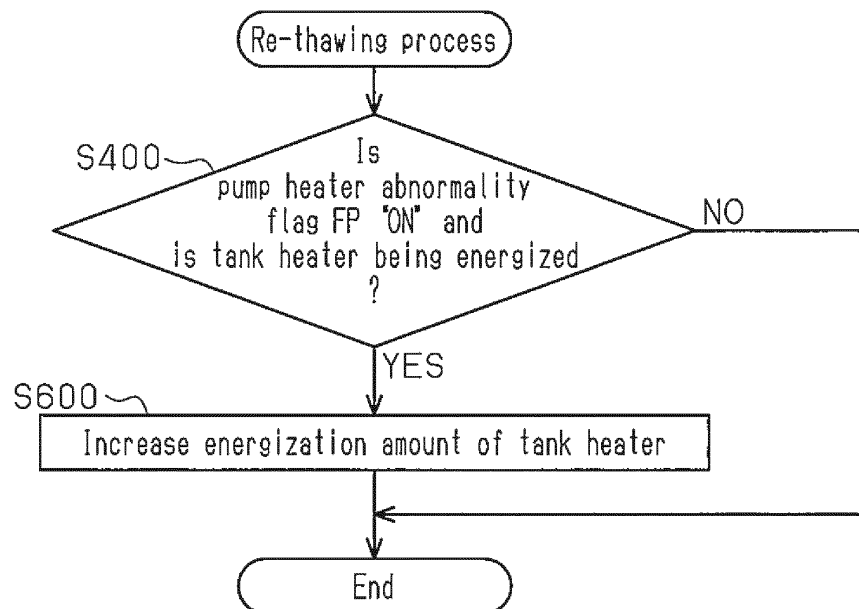 Re-thawing process
S400
Is
pump heater abnormality
flag FP "ON" and
is tank heater being energized
?
NO
YES
S600
Increase energization amount of tank heater
End